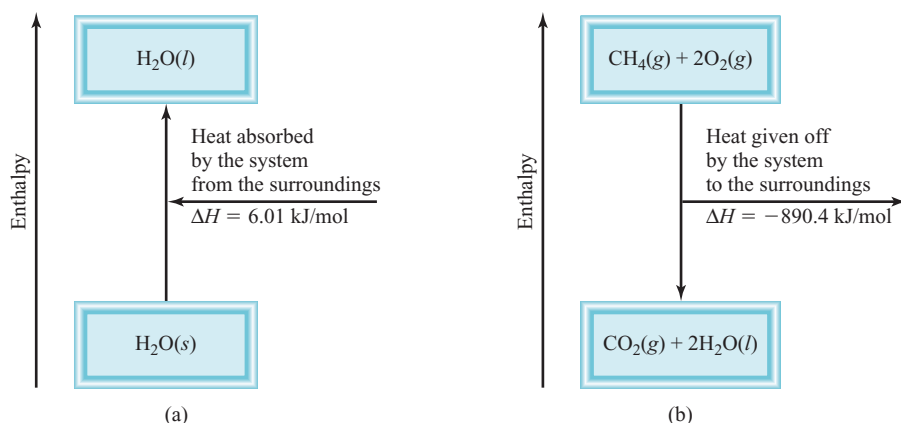 Enthalpy
H₂O(l)
Heat absorbed
by the system
from the surroundings
ΔH = 6.01 kJ/mol
H₂O(s)
(a)
Enthalpy
CH₄(g) + 2O₂(g)
Heat given off
by the system
to the surroundings
ΔH = −890.4 kJ/mol
CO₂(g) + 2H₂O(l)
(b)